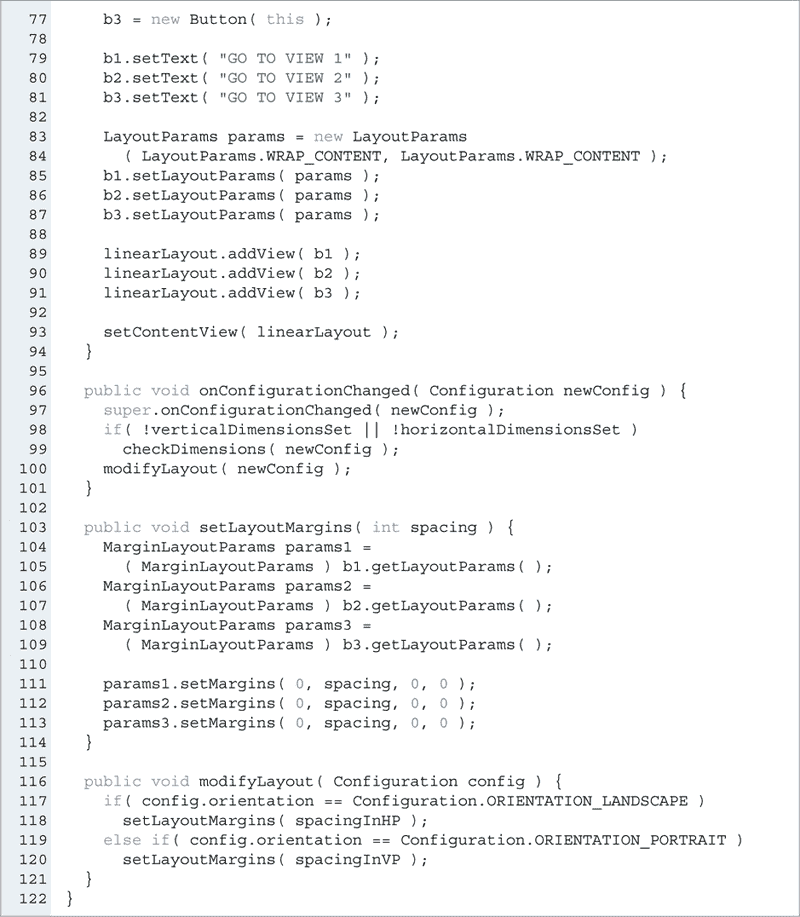 77 b3 = new Button( this );
78
79 b1.setText( "GO TO VIEW 1" );
80 b2.setText( "GO TO VIEW 2" );
81 b3.setText( "GO TO VIEW 3" );
82
83 LayoutParams params = new LayoutParams
84 ( LayoutParams.WRAP_CONTENT, LayoutParams.WRAP_CONTENT );
85 b1.setLayoutParams( params );
86 b2.setLayoutParams( params );
87 b3.setLayoutParams( params );
88
89 linearLayout.addView( b1 );
90 linearLayout.addView( b2 );
91 linearLayout.addView( b3 );
92
93 setContentView( linearLayout );
94 }
95
96 public void onConfigurationChanged( Configuration newConfig ) {
97 super.onConfigurationChanged( newConfig );
98 if( !verticalDimensionsSet || !horizontalDimensionsSet )
99 checkDimensions( newConfig );
100 modifyLayout( newConfig );
101 }
102
103 public void setLayoutMargins( int spacing ) {
104 MarginLayoutParams params1 =
105 ( MarginLayoutParams ) b1.getLayoutParams( );
106 MarginLayoutParams params2 =
107 ( MarginLayoutParams ) b2.getLayoutParams( );
108 MarginLayoutParams params3 =
109 ( MarginLayoutParams ) b3.getLayoutParams( );
110
111 params1.setMargins( 0, spacing, 0, 0 );
112 params2.setMargins( 0, spacing, 0, 0 );
113 params3.setMargins( 0, spacing, 0, 0 );
114 }
115
116 public void modifyLayout( Configuration config ) {
117 if( config.orientation == Configuration.ORIENTATION_LANDSCAPE )
118 setLayoutMargins( spacingInHP );
119 else if( config.orientation == Configuration.ORIENTATION_PORTRAIT )
120 setLayoutMargins( spacingInVP );
121 }
122 }